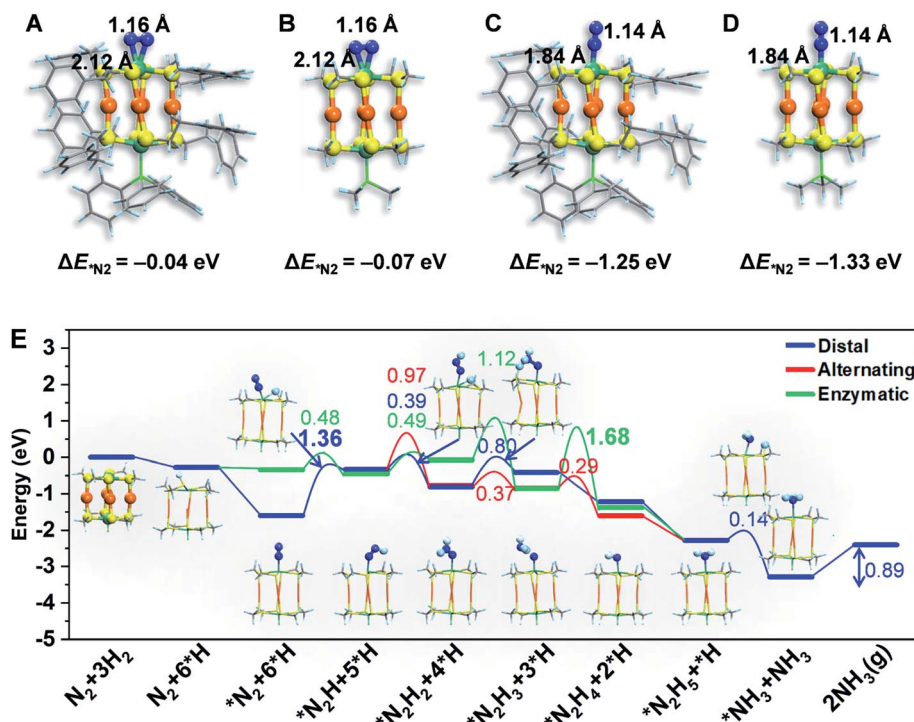 A
1.16 Å
2.12 Å
ΔE*N2 = –0.04 eV
B
1.16 Å
2.12 Å
ΔE*N2 = –0.07 eV
C
1.14 Å
1.84 Å
ΔE*N2 = –1.25 eV
D
1.14 Å
1.84 Å
ΔE*N2 = –1.33 eV
E
Energy (eV)
3
2
1
0
-1
-2
-3
-4
-5
Distal
Alternating
Enzymatic
0.48
1.36
0.97
0.39
0.49
1.12
0.80
0.37
1.68
0.29
0.14
0.89
N2+3H2
N2+6*H
*N2+6*H
*N2H+5*H
*N2H2+4*H
*N2H3+3*H
*N2H4+2*H
*N2H5+*H
*NH3+NH3
2NH3(g)